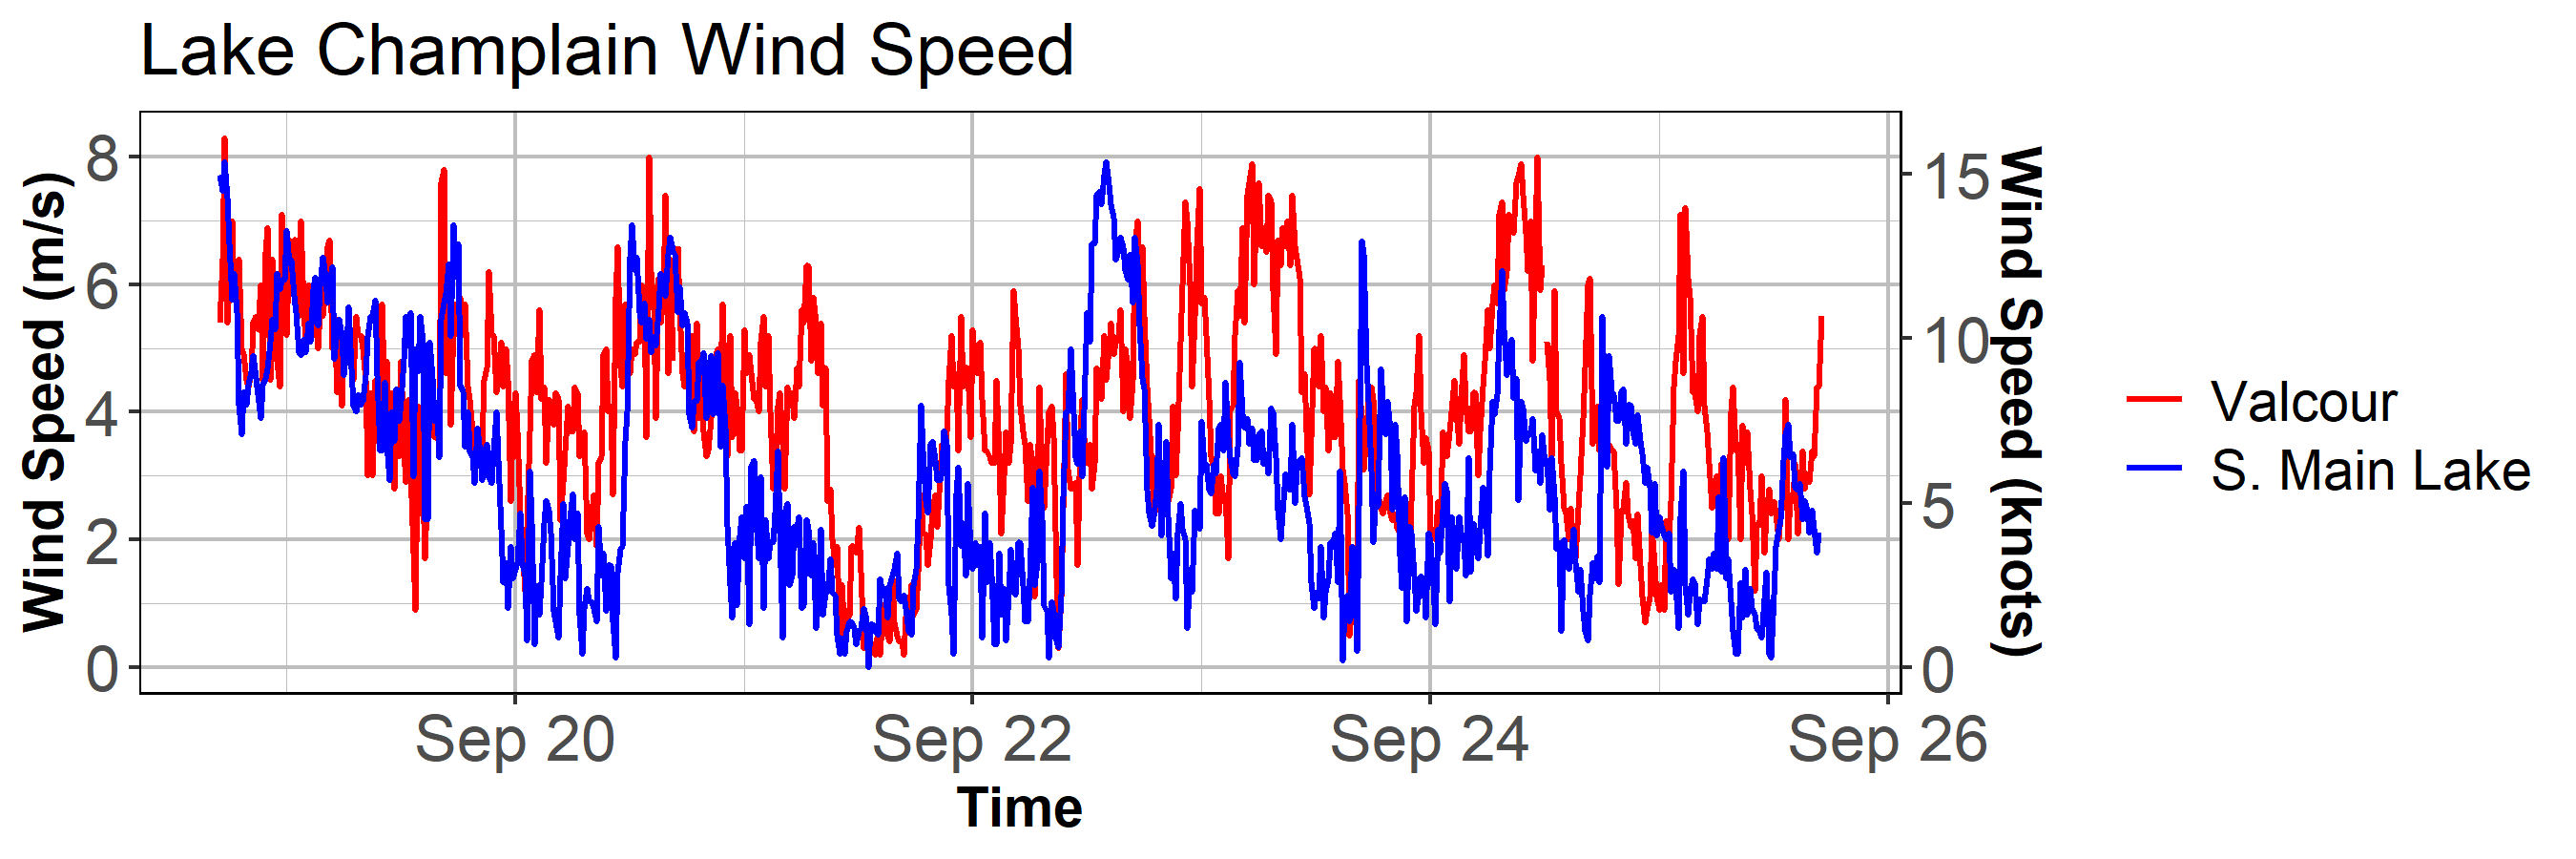 Lake Champlain Wind Speed
Wind Speed (m/s)
8
6
4
2
0
15
10
5
0
Wind Speed (knots)
Sep 20
Sep 22
Sep 24
Sep 26
Time
Valcour
S. Main Lake